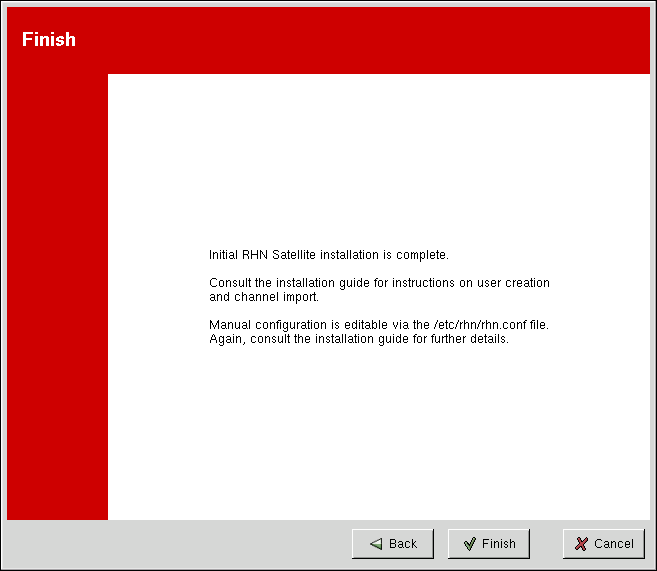 Finish
Initial RHN Satellite installation is complete.
Consult the installation guide for instructions on user creation
and channel import.
Manual configuration is editable via the /etc/rhn/rhn.conf file.
Again, consult the installation guide for further details.
Back
Finish
Cancel